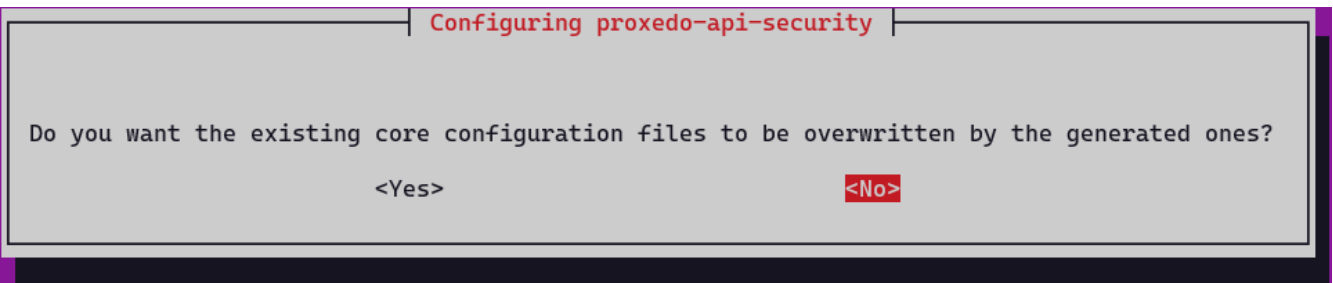 Configuring proxedo-api-security
Do you want the existing core configuration files to be overwritten by the generated ones?
<Yes> <No>